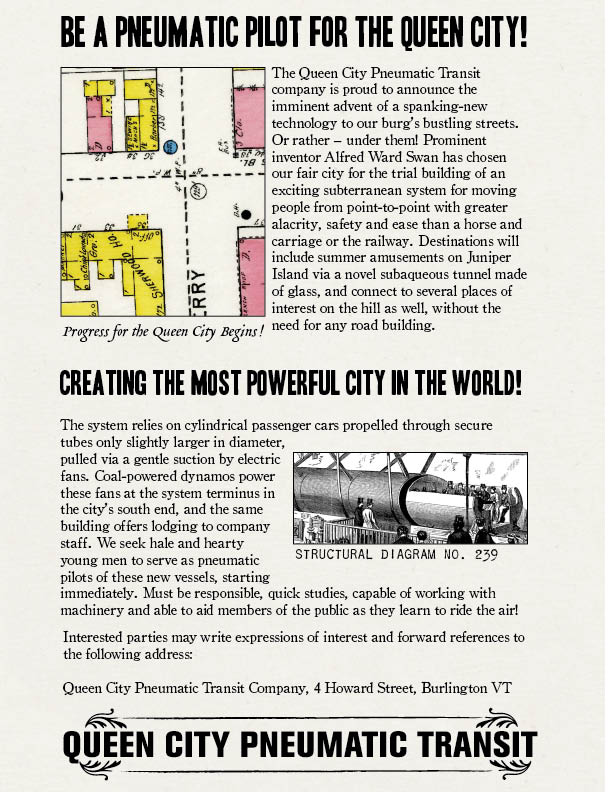 BE A PNEUMATIC PILOT FOR THE QUEEN CITY!
The Queen City Pneumatic Transit
company is proud to announce the
imminent advent of a spanking-new
technology to our burg's bustling streets.
Or rather – under them! Prominent
inventor Alfred Ward Swan has chosen
our fair city for the trial building of an
exciting subterranean system for moving
people from point-to-point with greater
alacrity, safety and ease than a horse and
carriage or the railway. Destinations will
include summer amusements on Juniper
Island via a novel subaqueous tunnel made
of glass, and connect to several places of
interest on the hill as well, without the
need for any road building.
SHERWOOD HO.
ERRY
Progress for the Queen City Begins!
CREATING THE MOST POWERFUL CITY IN THE WORLD!
The system relies on cylindrical passenger cars propelled through secure
tubes only slightly larger in diameter,
pulled via a gentle suction by electric
fans. Coal-powered dynamos power
these fans at the system terminus in
the city's south end, and the same
building offers lodging to company
staff. We seek hale and hearty
young men to serve as pneumatic
pilots of these new vessels, starting
immediately. Must be responsible, quick studies, capable of working with
machinery and able to aid members of the public as they learn to ride the air!
STRUCTURAL DIAGRAM NO. 239
Interested parties may write expressions of interest and forward references to
the following address:
Queen City Pneumatic Transit Company, 4 Howard Street, Burlington VT
QUEEN CITY PNEUMATIC TRANSIT